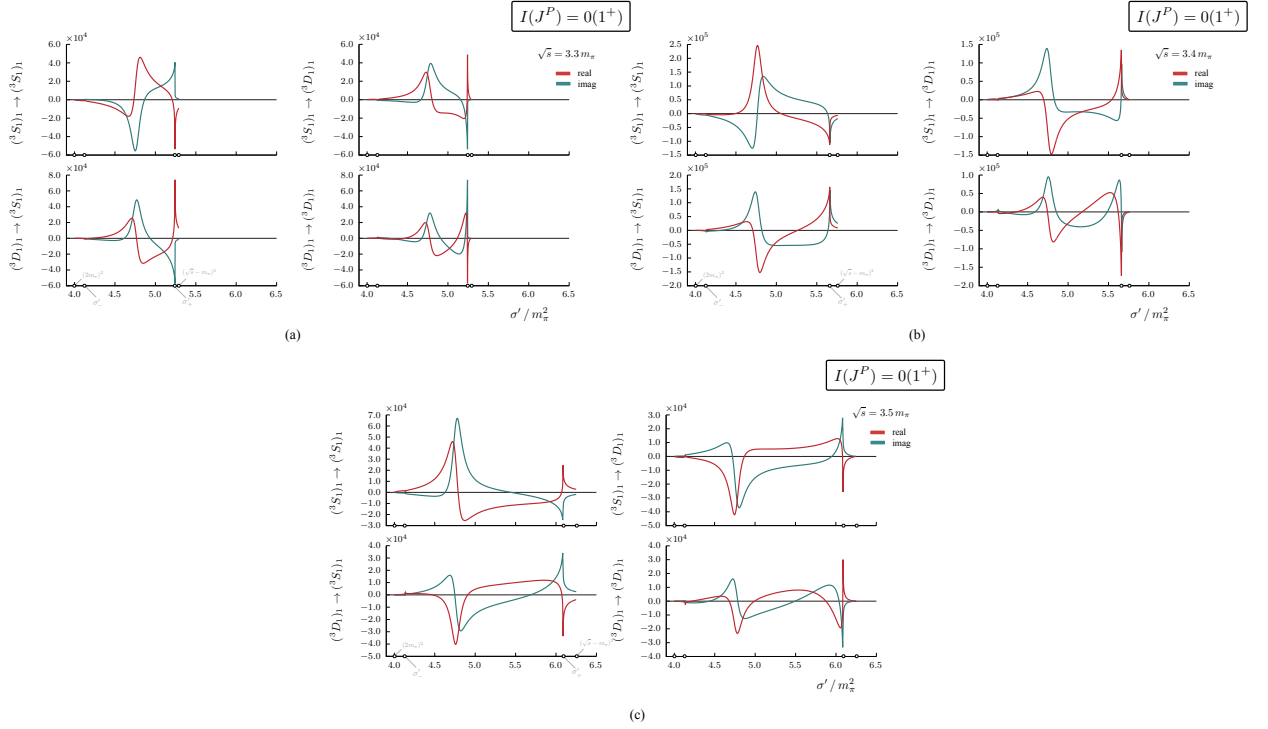 I(J^P) = 0(1^+)
×10^4
6.0
4.0
2.0
0.0
−2.0
−4.0
−6.0
(^3S_1)_1 → (^3S_1)_1
×10^4
6.0
4.0
2.0
0.0
−2.0
−4.0
−6.0
(^3S_1)_1 → (^3D_1)_1
√s = 3.3 m_π
real
imag
×10^4
8.0
6.0
4.0
2.0
0.0
−2.0
−4.0
−6.0
(^3D_1)_1 → (^3S_1)_1
(2m_π)^2
(√s − m_π)^2
4.0 4.5 5.0 5.5 6.0 6.5
σ'_− σ'_+
×10^4
8.0
6.0
4.0
2.0
0.0
−2.0
−4.0
−6.0
(^3D_1)_1 → (^3D_1)_1
4.0 4.5 5.0 5.5 6.0 6.5
σ' / m_π^2
(a)
I(J^P) = 0(1^+)
×10^5
2.5
2.0
1.5
1.0
0.5
0.0
−0.5
−1.0
−1.5
(^3S_1)_1 → (^3S_1)_1
×10^5
1.5
1.0
0.5
0.0
−0.5
−1.0
−1.5
(^3S_1)_1 → (^3D_1)_1
√s = 3.4 m_π
real
imag
×10^5
2.0
1.5
1.0
0.5
0.0
−0.5
−1.0
−1.5
−2.0
(^3D_1)_1 → (^3S_1)_1
(2m_π)^2
(√s − m_π)^2
4.0 4.5 5.0 5.5 6.0 6.5
σ'_− σ'_+
×10^5
1.0
0.5
0.0
−0.5
−1.0
−1.5
−2.0
(^3D_1)_1 → (^3D_1)_1
4.0 4.5 5.0 5.5 6.0 6.5
σ' / m_π^2
(b)
I(J^P) = 0(1^+)
×10^4
7.0
6.0
5.0
4.0
3.0
2.0
1.0
0.0
−1.0
−2.0
−3.0
(^3S_1)_1 → (^3S_1)_1
×10^4
3.0
2.0
1.0
0.0
−1.0
−2.0
−3.0
−4.0
−5.0
(^3S_1)_1 → (^3D_1)_1
√s = 3.5 m_π
real
imag
×10^4
4.0
3.0
2.0
1.0
0.0
−1.0
−2.0
−3.0
−4.0
−5.0
(^3D_1)_1 → (^3S_1)_1
(2m_π)^2
(√s − m_π)^2
4.0 4.5 5.0 5.5 6.0 6.5
σ'_− σ'_+
×10^4
4.0
3.0
2.0
1.0
0.0
−1.0
−2.0
−3.0
−4.0
(^3D_1)_1 → (^3D_1)_1
4.0 4.5 5.0 5.5 6.0 6.5
σ' / m_π^2
(c)